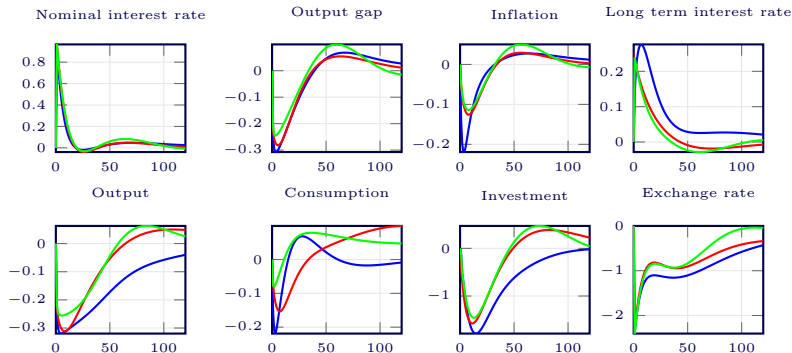 Nominal interest rate
Output gap
Inflation
Long term interest rate
0.8
0.6
0.4
0.2
0
0 50 100
0
−0.1
−0.2
−0.3
0 50 100
0
−0.1
−0.2
0 50 100
0.2
0.1
0
0 50 100
Output
Consumption
Investment
Exchange rate
0
−0.1
−0.2
−0.3
0 50 100
0
−0.1
−0.2
0 50 100
0
−1
0 50 100
0
−1
−2
0 50 100